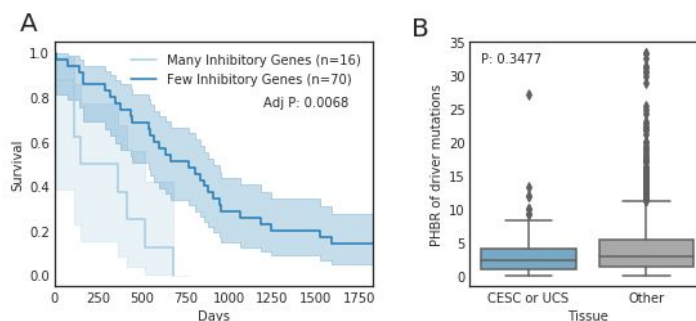 A
Many Inhibitory Genes (n=16)
Few Inhibitory Genes (n=70)
Adj P: 0.0068
Survival
1.0
0.8
0.6
0.4
0.2
0.0
0 250 500 750 1000 1250 1500 1750
Days
B
P: 0.3477
PHBR of driver mutations
35
30
25
20
15
10
5
0
CESC or UCS Other
Tissue